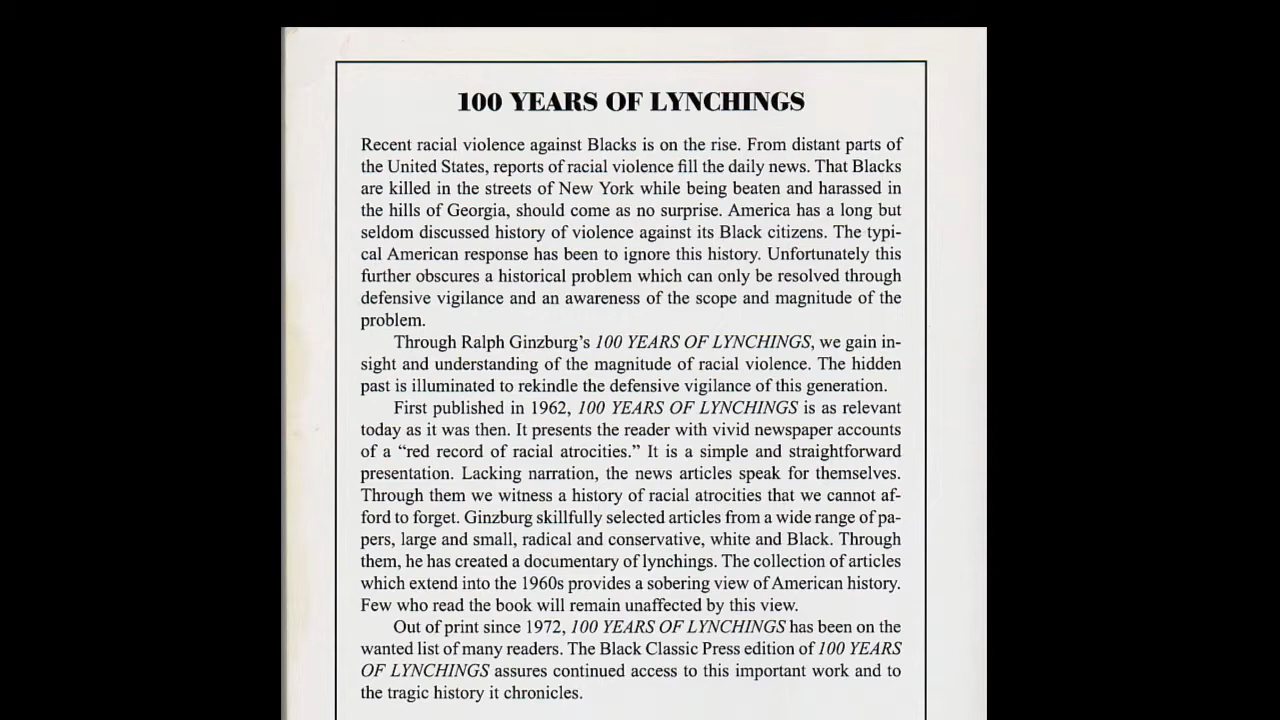 100 YEARS OF LYNCHINGS
Recent racial violence against Blacks is on the rise. From distant parts of
the United States, reports of racial violence fill the daily news. That Blacks
are killed in the streets of New York while being beaten and harassed in
the hills of Georgia, should come as no surprise. America has a long but
seldom discussed history of violence against its Black citizens. The typi-
cal American response has been to ignore this history. Unfortunately this
further obscures a historical problem which can only be resolved through
defensive vigilance and an awareness of the scope and magnitude of the
problem.
Through Ralph Ginzburg’s 100 YEARS OF LYNCHINGS, we gain in-
sight and understanding of the magnitude of racial violence. The hidden
past is illuminated to rekindle the defensive vigilance of this generation.
First published in 1962, 100 YEARS OF LYNCHINGS is as relevant
today as it was then. It presents the reader with vivid newspaper accounts
of a “red record of racial atrocities.” It is a simple and straightforward
presentation. Lacking narration, the news articles speak for themselves.
Through them we witness a history of racial atrocities that we cannot af-
ford to forget. Ginzburg skillfully selected articles from a wide range of pa-
pers, large and small, radical and conservative, white and Black. Through
them, he has created a documentary of lynchings. The collection of articles
which extend into the 1960s provides a sobering view of American history.
Few who read the book will remain unaffected by this view.
Out of print since 1972, 100 YEARS OF LYNCHINGS has been on the
wanted list of many readers. The Black Classic Press edition of 100 YEARS
OF LYNCHINGS assures continued access to this important work and to
the tragic history it chronicles.